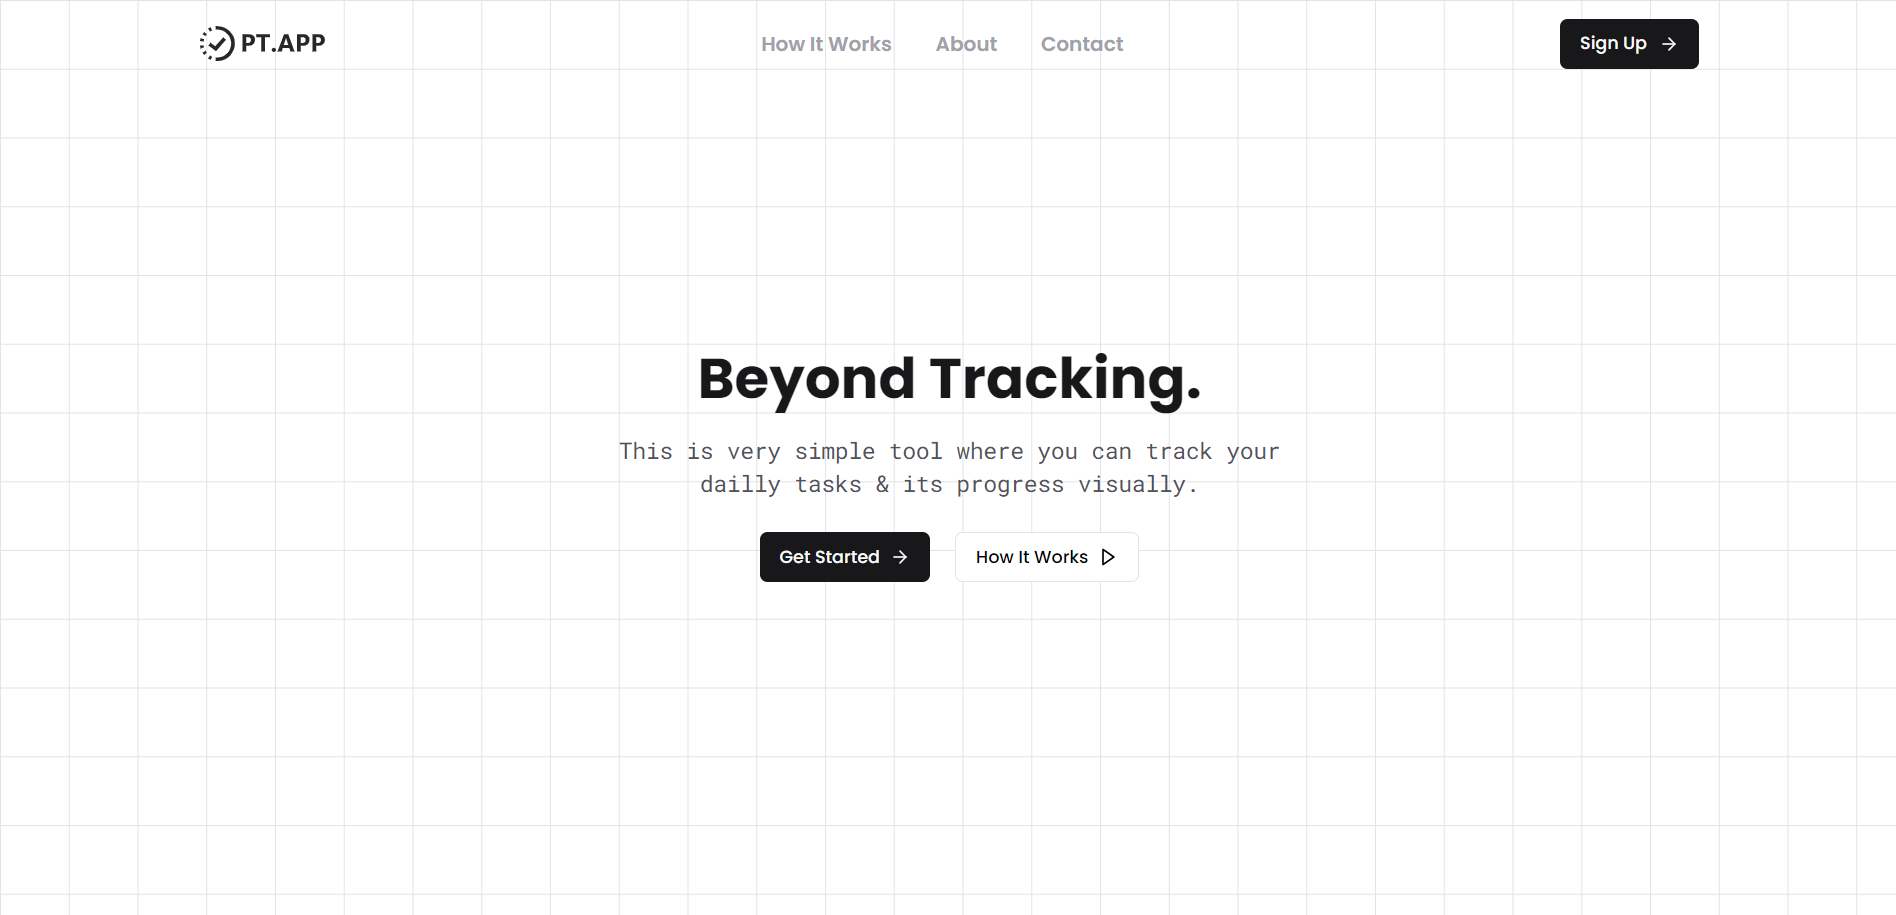 PT.APP
How It Works
About
Contact
Sign Up
Beyond Tracking.
This is very simple tool where you can track your
dailly tasks & its progress visually.
Get Started
How It Works